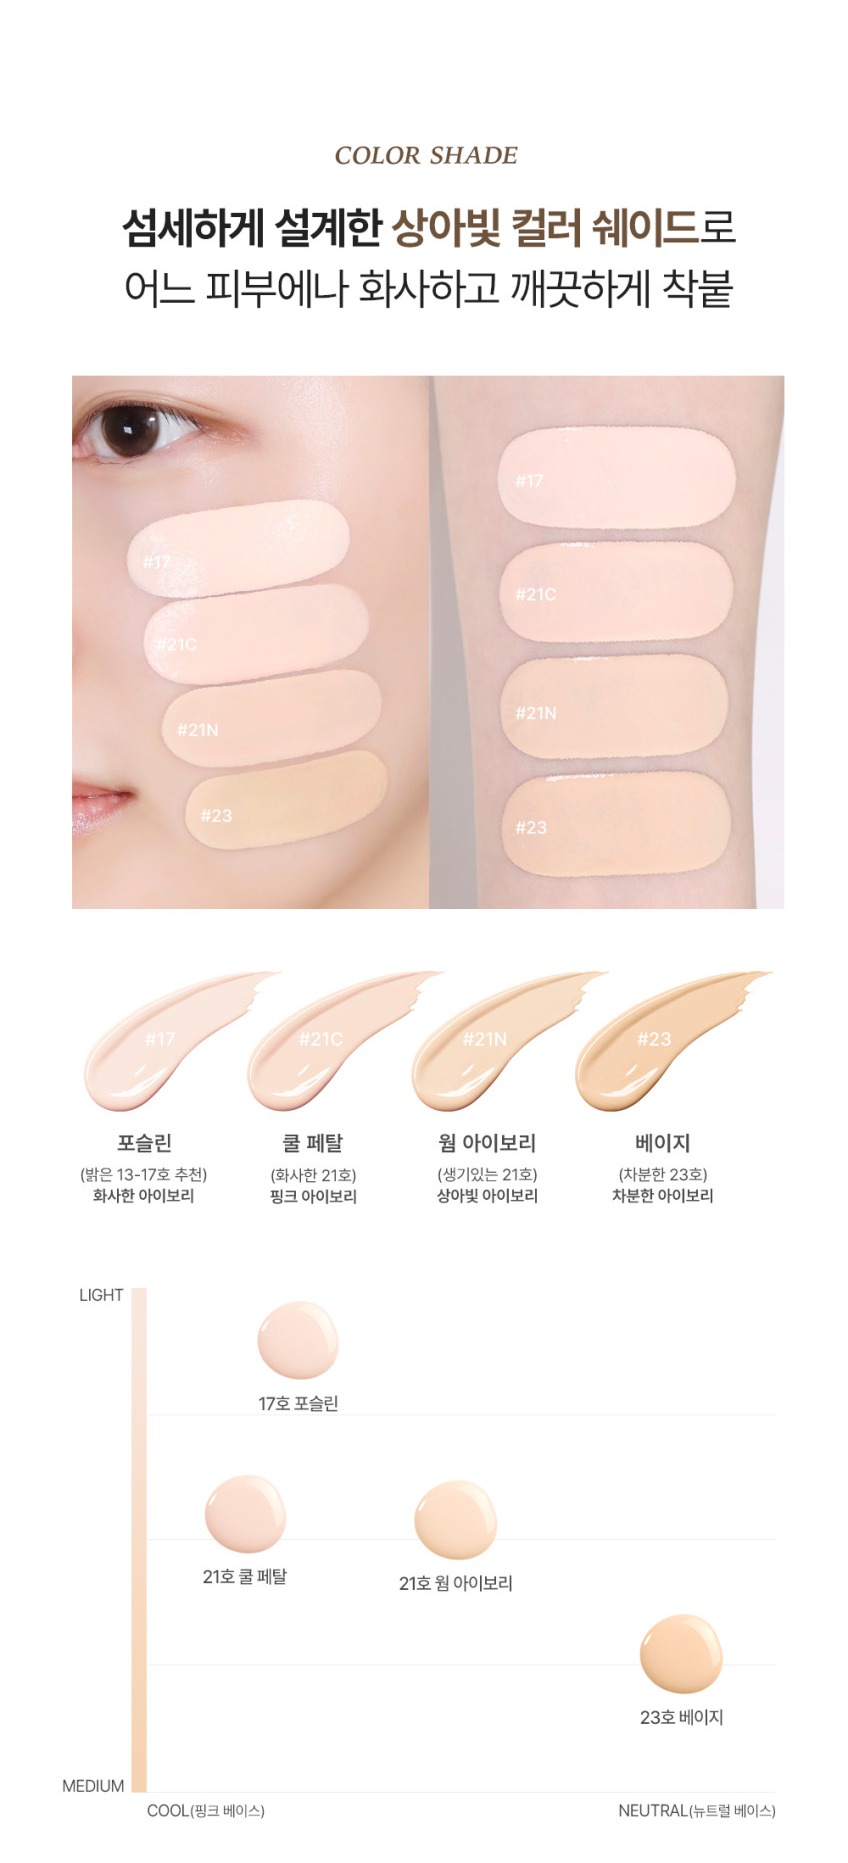 COLOR SHADE
섬세하게 설계한 상아빛 컬러 쉐이드로
어느 피부에나 화사하고 깨끗하게 착붙
#17
#21C
#21N
#23
#17
#21C
#21N
#23
#17
#21C
#21N
#23
포슬린
(밝은 13-17호 추천)
화사한 아이보리
쿨 페탈
(화사한 21호)
핑크 아이보리
웜 아이보리
(생기있는 21호)
상아빛 아이보리
베이지
(차분한 23호)
차분한 아이보리
LIGHT
17호 포슬린
21호 쿨 페탈
21호 웜 아이보리
23호 베이지
MEDIUM
COOL(핑크 베이스)
NEUTRAL(뉴트럴 베이스)